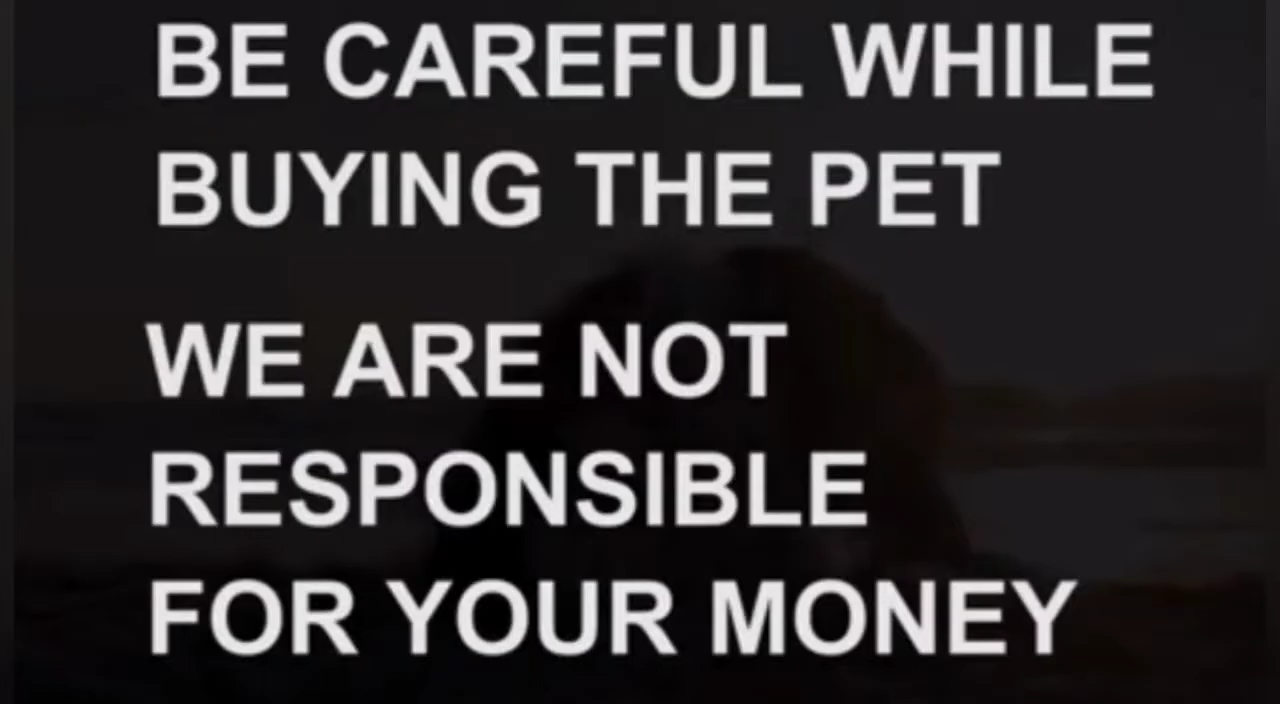 BE CAREFUL WHILE
BUYING THE PET
WE ARE NOT
RESPONSIBLE
FOR YOUR MONEY